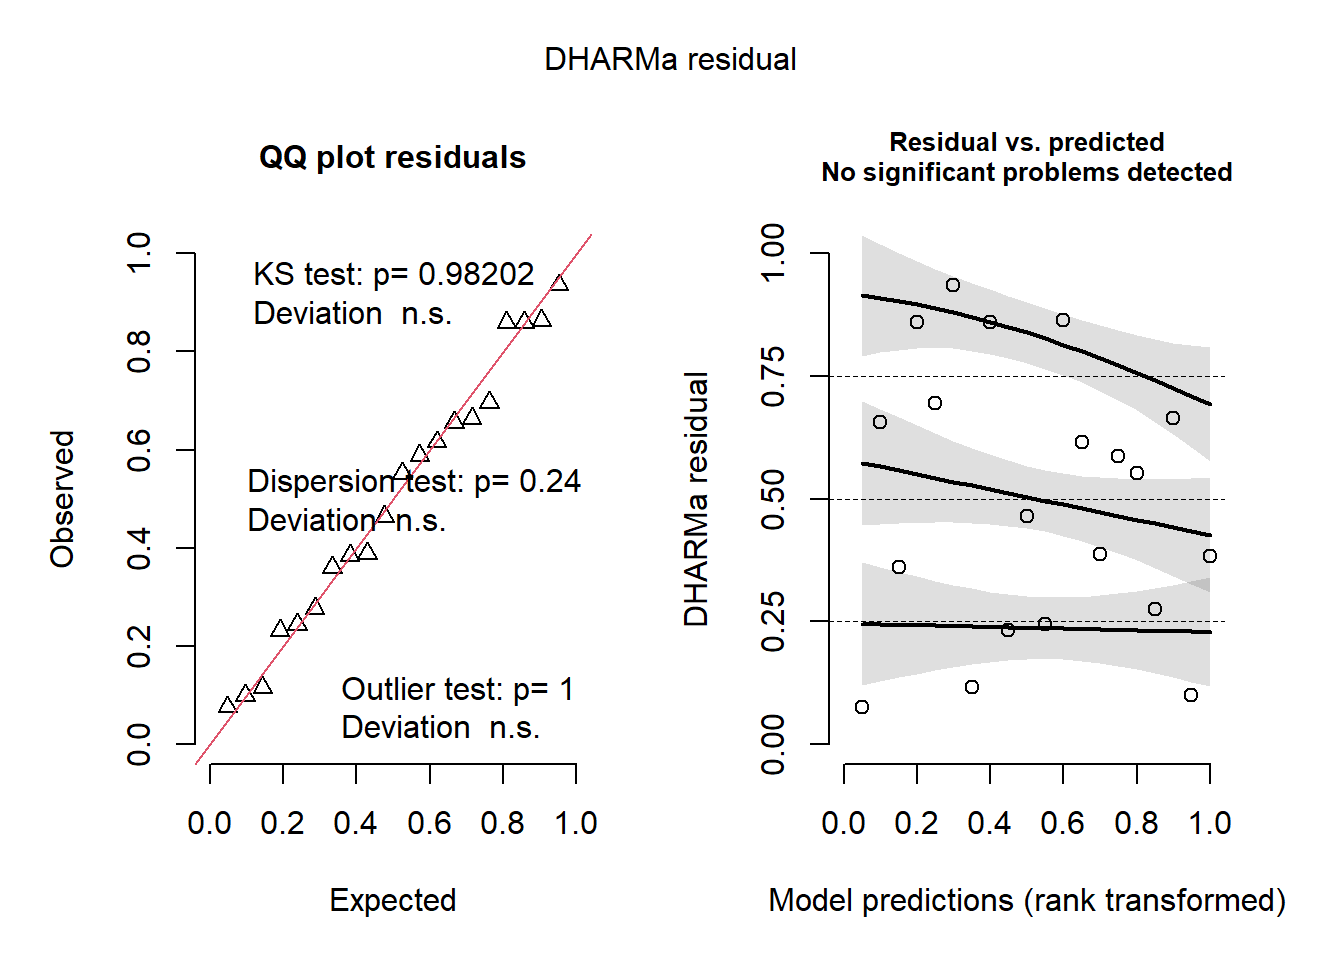 DHARMa residual
QQ plot residuals
KS test: p= 0.98202
Deviation  n.s.
Dispersion test: p= 0.24
Deviation  n.s.
Outlier test: p= 1
Deviation  n.s.
Observed
0.0 0.2 0.4 0.6 0.8 1.0
0.0 0.2 0.4 0.6 0.8 1.0
Expected
Residual vs. predicted
No significant problems detected
DHARMa residual
0.00 0.25 0.50 0.75 1.00
0.0 0.2 0.4 0.6 0.8 1.0
Model predictions (rank transformed)